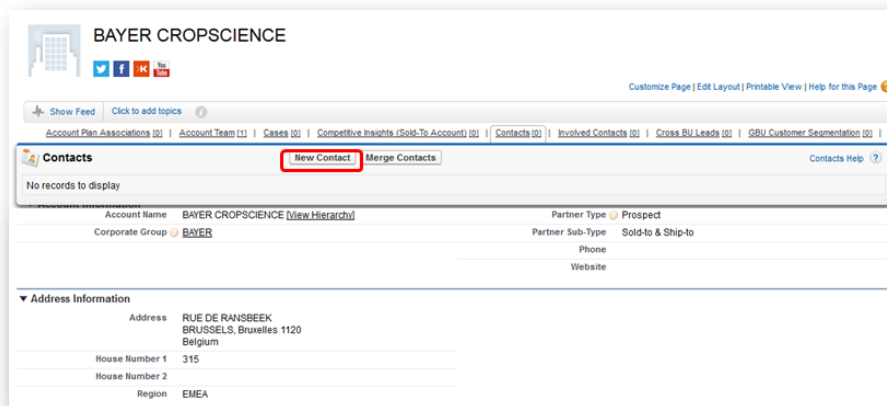 BAYER CROPSCIENCE
You Tube
Customize Page | Edit Layout | Printable View | Help for this Page
Show Feed Click to add topics
Account Plan Associations [0] | Account Team [1] | Cases [0] | Competitive Insights (Sold-To Account) [0] | Contacts [0] | Involved Contacts [0] | Cross BU Leads [0] | GBU Customer Segmentation [0] |
Contacts New Contact Merge Contacts Contacts Help ?
No records to display
Account Information
Account Name BAYER CROPSCIENCE [View Hierarchy] Partner Type Prospect
Corporate Group BAYER Partner Sub-Type Sold-to & Ship-to
Phone
Website
Address Information
Address RUE DE RANSBEEK
BRUSSELS, Bruxelles 1120
Belgium
House Number 1 315
House Number 2
Region EMEA